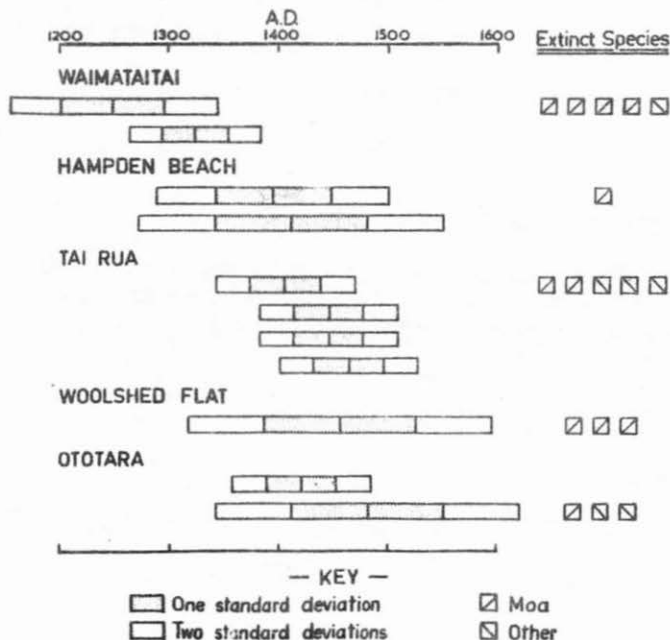 A.D.
1200 1300 1400 1500 1600 Extinct Species
WAIMATAITAI
HAMPDEN BEACH
TAI RUA
WOOLSHED FLAT
OTOTARA
— KEY —
One standard deviation Moa
Two standard deviations Other